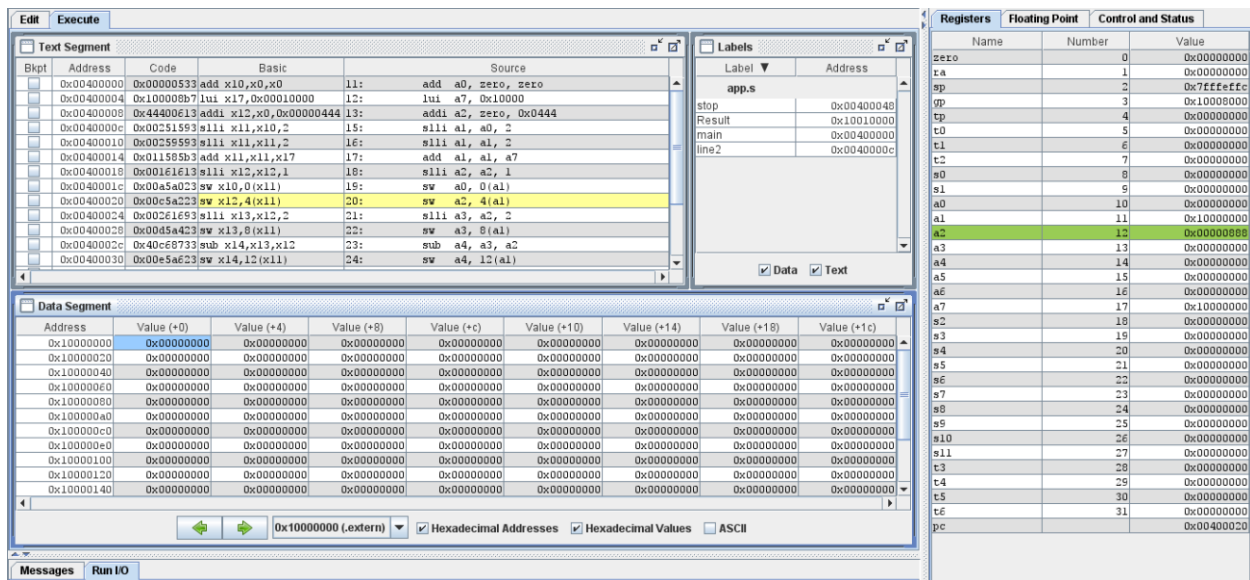 Edit Execute
Text Segment
Bkpt Address Code Basic Source
0x00400000 0x00000533 add x10,x0,x0 11: add a0, zero, zero
0x00400004 0x100008b7 lui x17,0x00010000 12: lui a7, 0x10000
0x00400008 0x44400613 addi x12,x0,0x00000444 13: addi a2, zero, 0x0444
0x0040000c 0x00251593 slli x11,x10,2 15: slli a1, a0, 2
0x00400010 0x00259593 slli x11,x11,2 16: slli a1, a1, 2
0x00400014 0x011585b3 add x11,x11,x17 17: add a1, a1, a7
0x00400018 0x00161613 slli x12,x12,1 18: slli a2, a2, 1
0x0040001c 0x00a5a023 sw x10,0(x11) 19: sw a0, 0(a1)
0x00400020 0x00c5a223 sw x12,4(x11) 20: sw a2, 4(a1)
0x00400024 0x00261693 slli x13,x12,2 21: slli a3, a2, 2
0x00400028 0x00d5a423 sw x13,8(x11) 22: sw a3, 8(a1)
0x0040002c 0x40c68733 sub x14,x13,x12 23: sub a4, a3, a2
0x00400030 0x00e5a623 sw x14,12(x11) 24: sw a4, 12(a1)
Labels
Label ▼ Address
app.s
stop 0x00400048
Result 0x10010000
main 0x00400000
line2 0x0040000c
Data Text
Data Segment
Address Value (+0) Value (+4) Value (+8) Value (+c) Value (+10) Value (+14) Value (+18) Value (+1c)
0x10000000 0x00000000 0x00000000 0x00000000 0x00000000 0x00000000 0x00000000 0x00000000 0x00000000
0x10000020 0x00000000 0x00000000 0x00000000 0x00000000 0x00000000 0x00000000 0x00000000 0x00000000
0x10000040 0x00000000 0x00000000 0x00000000 0x00000000 0x00000000 0x00000000 0x00000000 0x00000000
0x10000060 0x00000000 0x00000000 0x00000000 0x00000000 0x00000000 0x00000000 0x00000000 0x00000000
0x10000080 0x00000000 0x00000000 0x00000000 0x00000000 0x00000000 0x00000000 0x00000000 0x00000000
0x100000a0 0x00000000 0x00000000 0x00000000 0x00000000 0x00000000 0x00000000 0x00000000 0x00000000
0x100000c0 0x00000000 0x00000000 0x00000000 0x00000000 0x00000000 0x00000000 0x00000000 0x00000000
0x100000e0 0x00000000 0x00000000 0x00000000 0x00000000 0x00000000 0x00000000 0x00000000 0x00000000
0x10000100 0x00000000 0x00000000 0x00000000 0x00000000 0x00000000 0x00000000 0x00000000 0x00000000
0x10000120 0x00000000 0x00000000 0x00000000 0x00000000 0x00000000 0x00000000 0x00000000 0x00000000
0x10000140 0x00000000 0x00000000 0x00000000 0x00000000 0x00000000 0x00000000 0x00000000 0x00000000
0x10000000 (.extern) Hexadecimal Addresses Hexadecimal Values ASCII
Messages Run I/O
Registers Floating Point Control and Status
Name Number Value
zero 0 0x00000000
ra 1 0x00000000
sp 2 0x7fffeffc
gp 3 0x10008000
tp 4 0x00000000
t0 5 0x00000000
t1 6 0x00000000
t2 7 0x00000000
s0 8 0x00000000
s1 9 0x00000000
a0 10 0x00000000
a1 11 0x10000000
a2 12 0x00000888
a3 13 0x00000000
a4 14 0x00000000
a5 15 0x00000000
a6 16 0x00000000
a7 17 0x10000000
s2 18 0x00000000
s3 19 0x00000000
s4 20 0x00000000
s5 21 0x00000000
s6 22 0x00000000
s7 23 0x00000000
s8 24 0x00000000
s9 25 0x00000000
s10 26 0x00000000
s11 27 0x00000000
t3 28 0x00000000
t4 29 0x00000000
t5 30 0x00000000
t6 31 0x00000000
pc 0x00400020